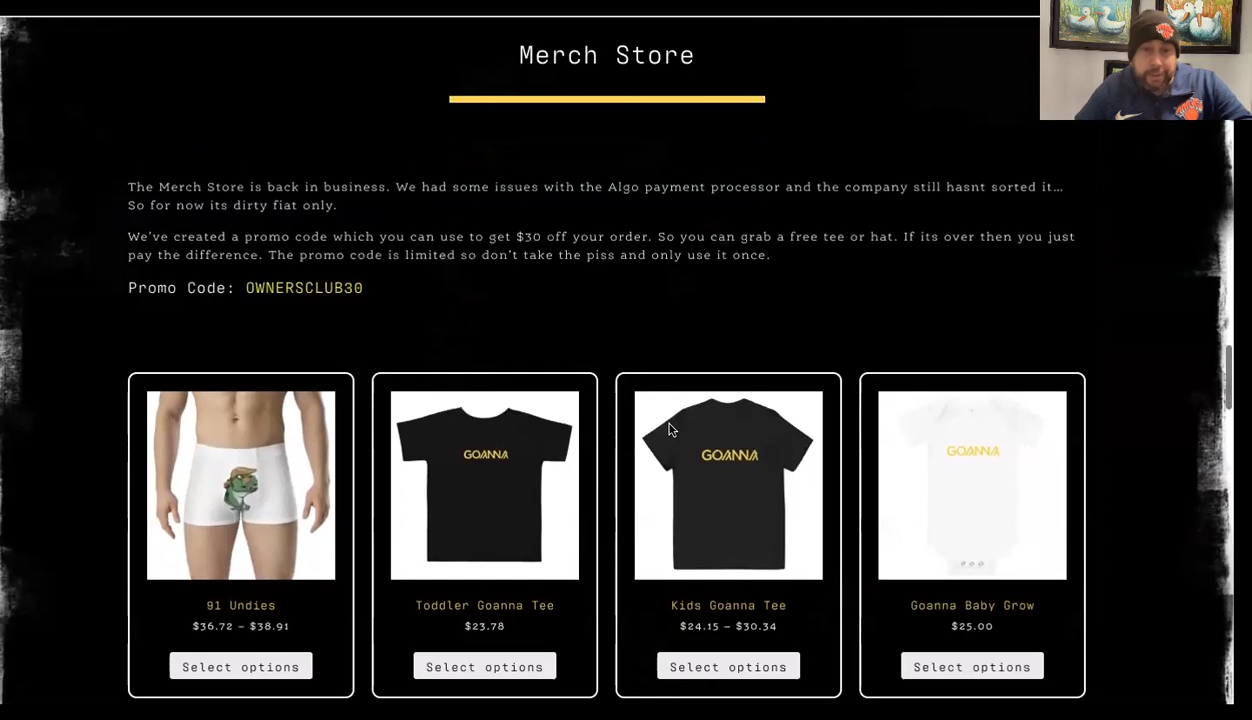 Merch Store
The Merch Store is back in business. We had some issues with the Algo payment processor and the company still hasnt sorted it...
So for now its dirty fiat only.
We've created a promo code which you can use to get $30 off your order. So you can grab a free tee or hat. If its over then you just
pay the difference. The promo code is limited so don't take the piss and only use it once.
Promo Code: OWNERSCLUB30
GOANNA
GOANNA
GOANNA
91 Undies
$36.72 – $38.91
Select options
Toddler Goanna Tee
$23.78
Select options
Kids Goanna Tee
$24.15 – $30.34
Select options
Goanna Baby Grow
$25.00
Select options